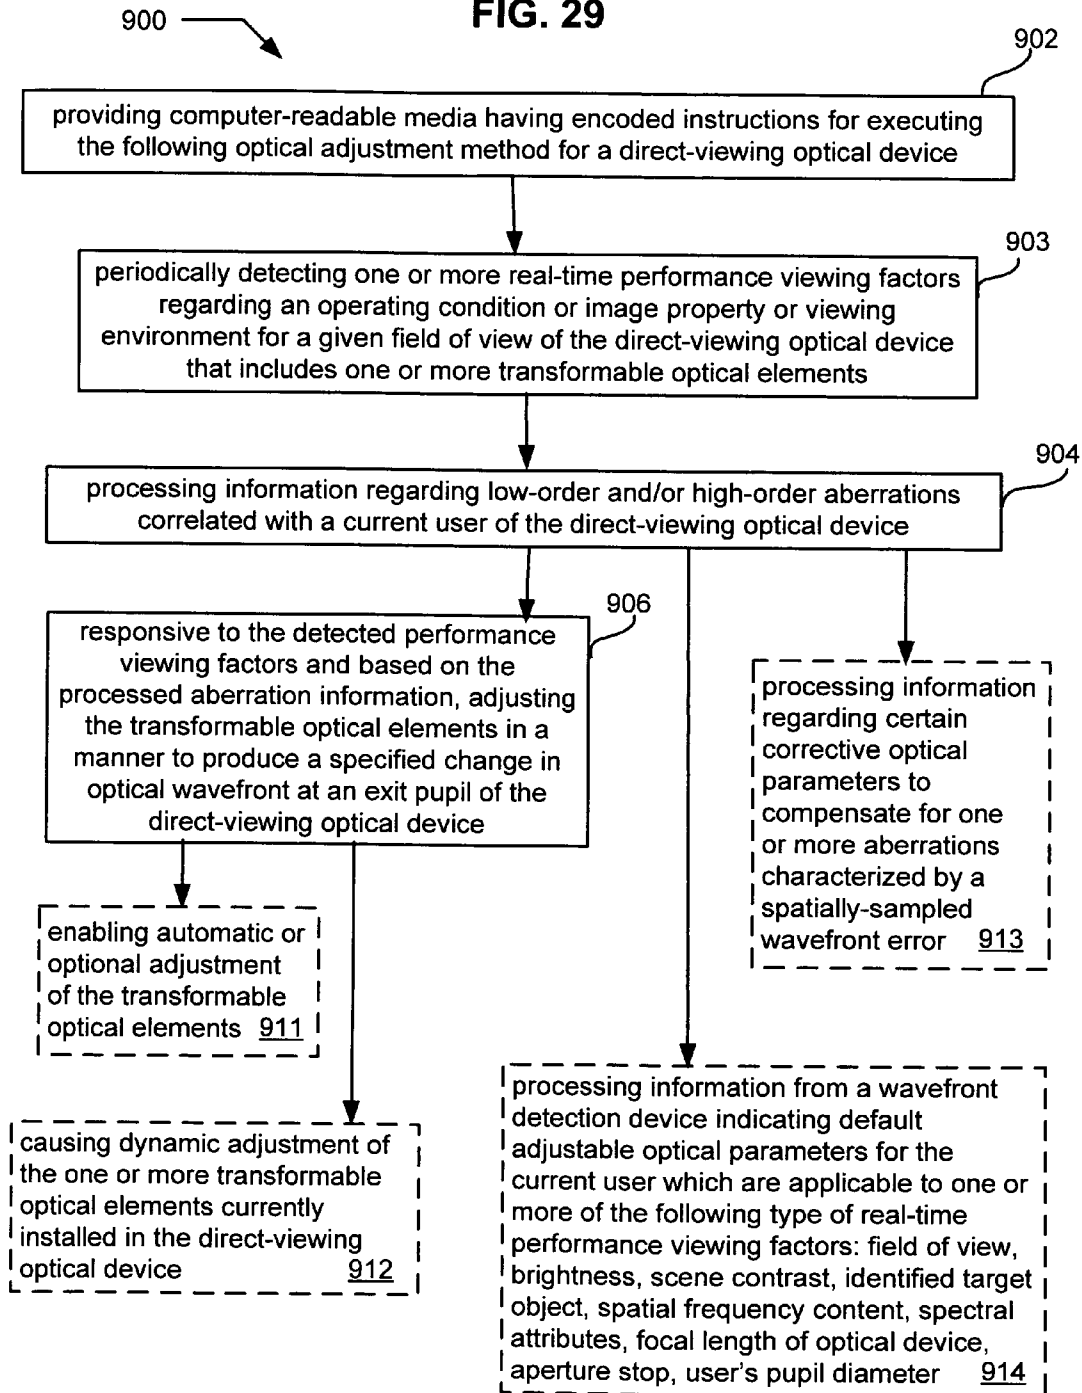 FIG. 29
900
902
providing computer-readable media having encoded instructions for executing
the following optical adjustment method for a direct-viewing optical device
903
periodically detecting one or more real-time performance viewing factors
regarding an operating condition or image property or viewing
environment for a given field of view of the direct-viewing optical device
that includes one or more transformable optical elements
904
processing information regarding low-order and/or high-order aberrations
correlated with a current user of the direct-viewing optical device
906
responsive to the detected performance
viewing factors and based on the
processed aberration information, adjusting
the transformable optical elements in a
manner to produce a specified change in
optical wavefront at an exit pupil of the
direct-viewing optical device
processing information
regarding certain
corrective optical
parameters to
compensate for one
or more aberrations
characterized by a
spatially-sampled
wavefront error 913
enabling automatic or
optional adjustment
of the transformable
optical elements 911
causing dynamic adjustment of
the one or more transformable
optical elements currently
installed in the direct-viewing
optical device 912
processing information from a wavefront
detection device indicating default
adjustable optical parameters for the
current user which are applicable to one or
more of the following type of real-time
performance viewing factors: field of view,
brightness, scene contrast, identified target
object, spatial frequency content, spectral
attributes, focal length of optical device,
aperture stop, user's pupil diameter 914